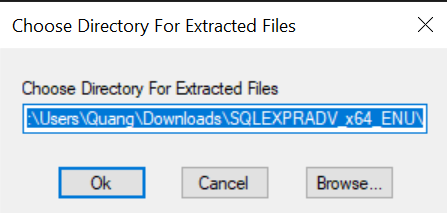 Choose Directory For Extracted Files
Choose Directory For Extracted Files
:\Users\Quang\Downloads\SQLEXPRADV_x64_ENU\
Ok
Cancel
Browse...